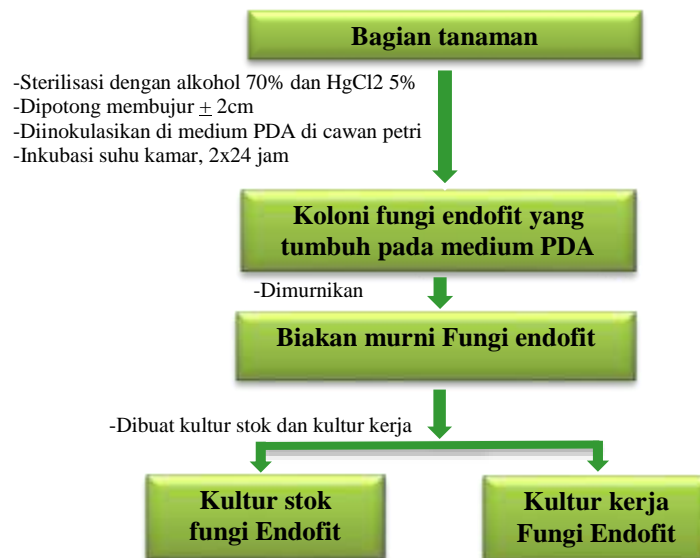 Bagian tanaman
-Sterilisasi dengan alkohol 70% dan HgCl2 5%
-Dipotong membujur + 2cm
-Diinokulasikan di medium PDA di cawan petri
-Inkubasi suhu kamar, 2x24 jam
Koloni fungi endofit yang
tumbuh pada medium PDA
-Dimurnikan
Biakan murni Fungi endofit
-Dibuat kultur stok dan kultur kerja
Kultur stok
fungi Endofit
Kultur kerja
Fungi Endofit